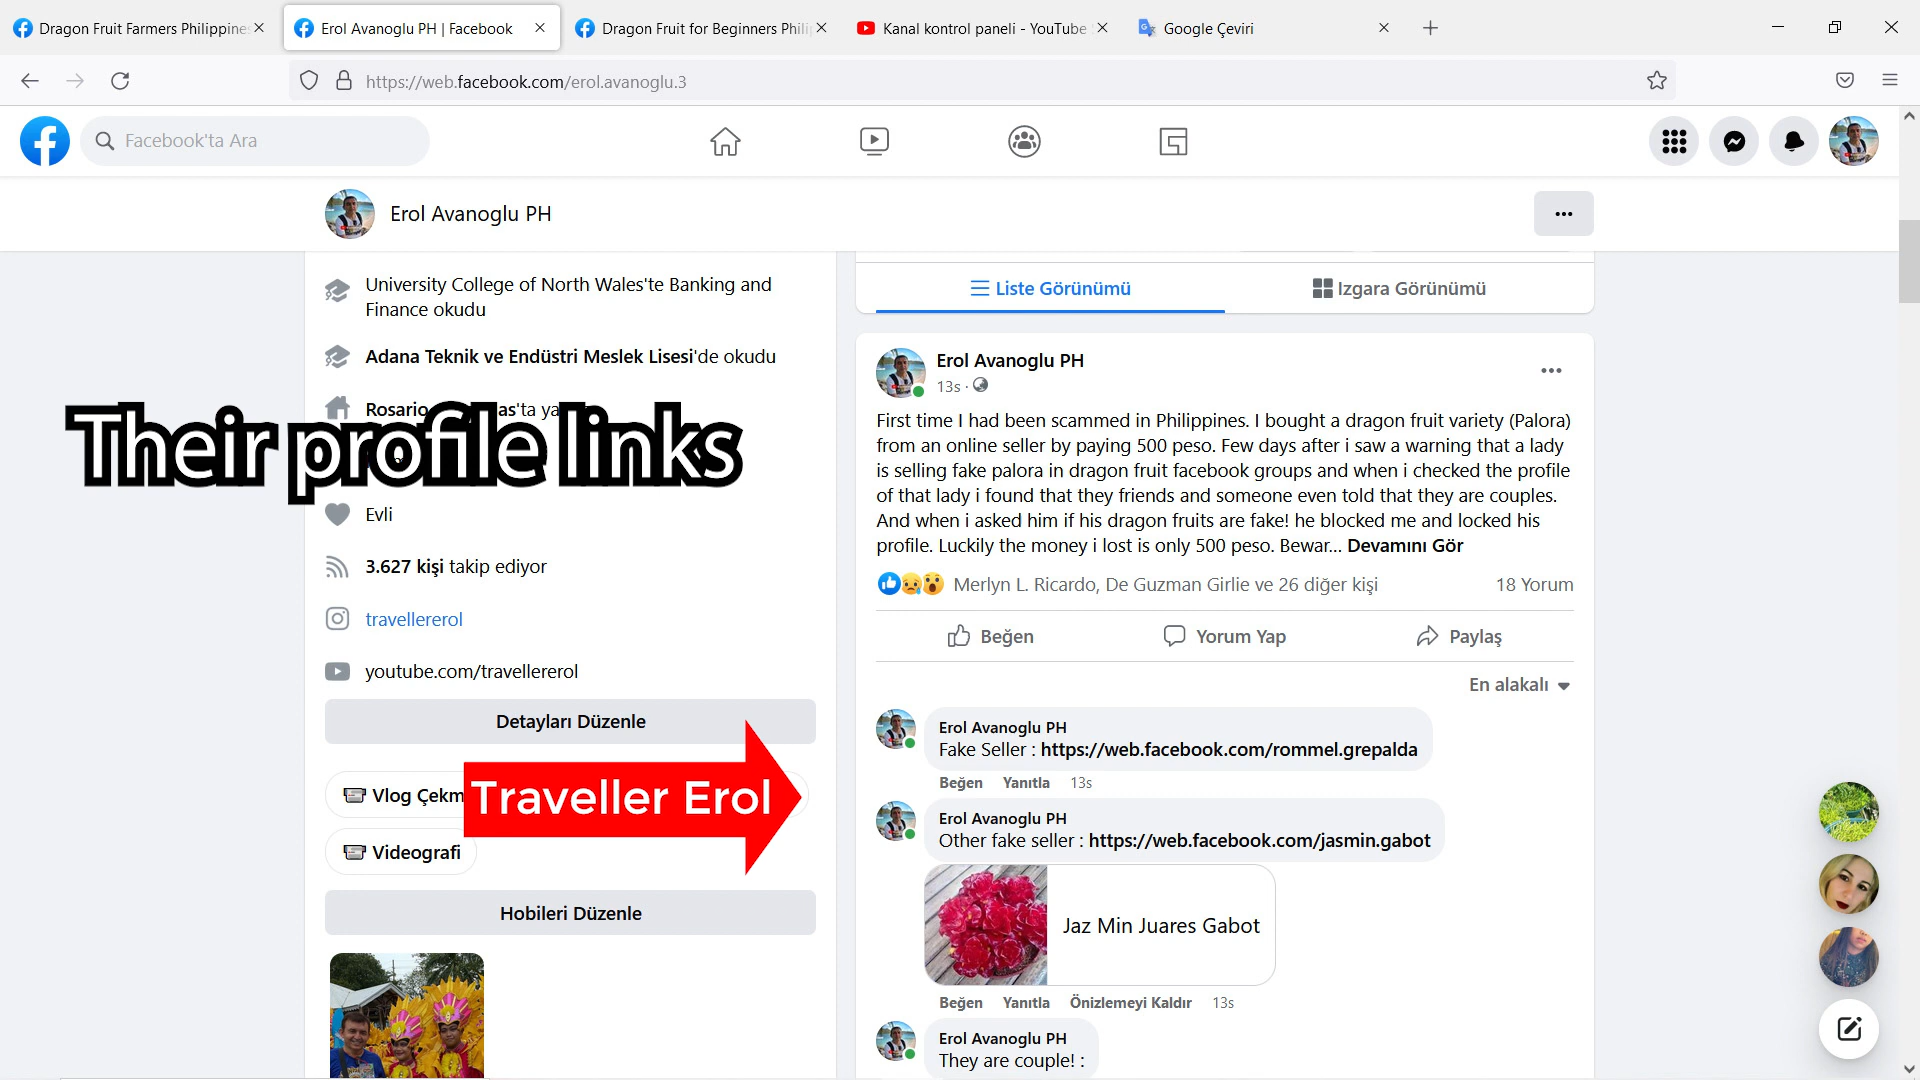 Dragon Fruit Farmers Philippines
Erol Avanoglu PH | Facebook
Dragon Fruit for Beginners Phili
Kanal kontrol paneli - YouTube
Google Çeviri
https://web.facebook.com/erol.avanoglu.3
Facebook'ta Ara
Erol Avanoglu PH
University College of North Wales'te Banking and
Finance okudu
Adana Teknik ve Endüstri Meslek Lisesi'de okudu
Rosario
Their profile links
Evli
3.627 kişi takip ediyor
travellererol
youtube.com/travellererol
Detayları Düzenle
Vlog Çekm
Traveller Erol
Videografi
Hobileri Düzenle
Liste Görünümü
Izgara Görünümü
Erol Avanoglu PH
13s ·
First time I had been scammed in Philippines. I bought a dragon fruit variety (Palora)
from an online seller by paying 500 peso. Few days after i saw a warning that a lady
is selling fake palora in dragon fruit facebook groups and when i checked the profile
of that lady i found that they friends and someone even told that they are couples.
And when i asked him if his dragon fruits are fake! he blocked me and locked his
profile. Luckily the money i lost is only 500 peso. Bewar... Devamını Gör
Merlyn L. Ricardo, De Guzman Girlie ve 26 diğer kişi
18 Yorum
Beğen
Yorum Yap
Paylaş
En alakalı
Erol Avanoglu PH
Fake Seller : https://web.facebook.com/rommel.grepalda
Beğen Yanıtla 13s
Erol Avanoglu PH
Other fake seller : https://web.facebook.com/jasmin.gabot
Jaz Min Juares Gabot
Beğen Yanıtla Önizlemeyi Kaldır 13s
Erol Avanoglu PH
They are couple! :